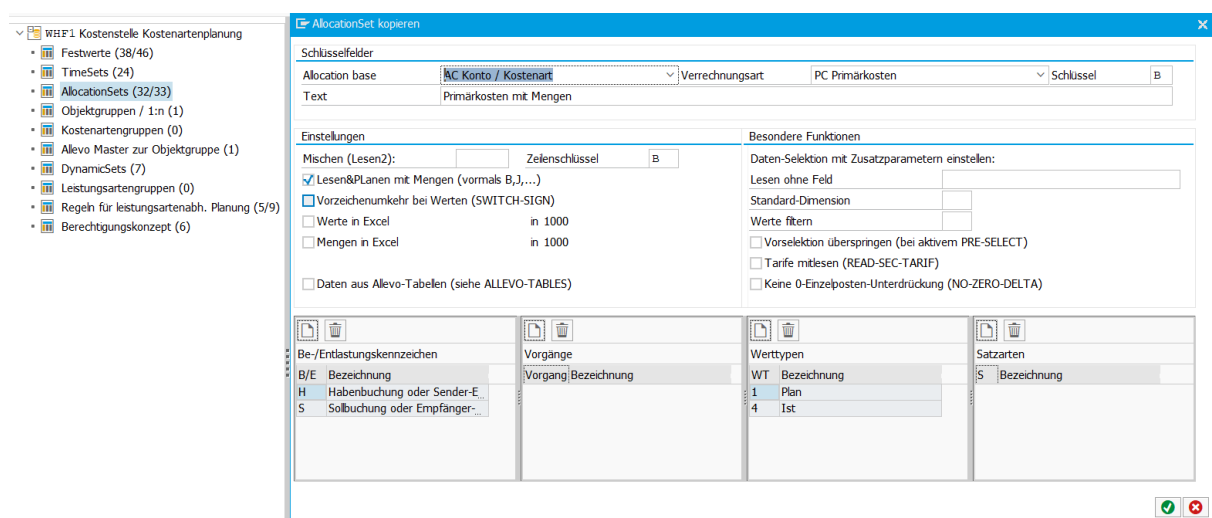 WHF1 Kostenstelle Kostenartenplanung
Festwerte (38/46)
TimeSets (24)
AllocationSets (32/33)
Objektgruppen / 1:n (1)
Kostenartengruppen (0)
Allevo Master zur Objektgruppe (1)
DynamicSets (7)
Leistungsartengruppen (0)
Regeln für leistungsartenabh. Planung (5/9)
Berechtigungskonzept (6)
AllocationSet kopieren
Schlüsselfelder
Allocation base AC Konto / Kostenart Verrechnungsart PC Primärkosten Schlüssel B
Text Primärkosten mit Mengen
Einstellungen
Mischen (Lesen2): Zeilenschlüssel B
Lesen&PLanen mit Mengen (vormals B,J,...)
Vorzeichenumkehr bei Werten (SWITCH-SIGN)
Werte in Excel in 1000
Mengen in Excel in 1000
Daten aus Allevo-Tabellen (siehe ALLEVO-TABLES)
Besondere Funktionen
Daten-Selektion mit Zusatzparametern einstellen:
Lesen ohne Feld
Standard-Dimension
Werte filtern
Vorselektion überspringen (bei aktivem PRE-SELECT)
Tarife mitlesen (READ-SEC-TARIF)
Keine 0-Einzelposten-Unterdrückung (NO-ZERO-DELTA)
Be-/Entlastungskennzeichen
B/E Bezeichnung
H Habenbuchung oder Sender-E...
S Sollbuchung oder Empfänger-...
Vorgänge
Vorgang Bezeichnung
Werttypen
WT Bezeichnung
1 Plan
4 Ist
Satzarten
S Bezeichnung